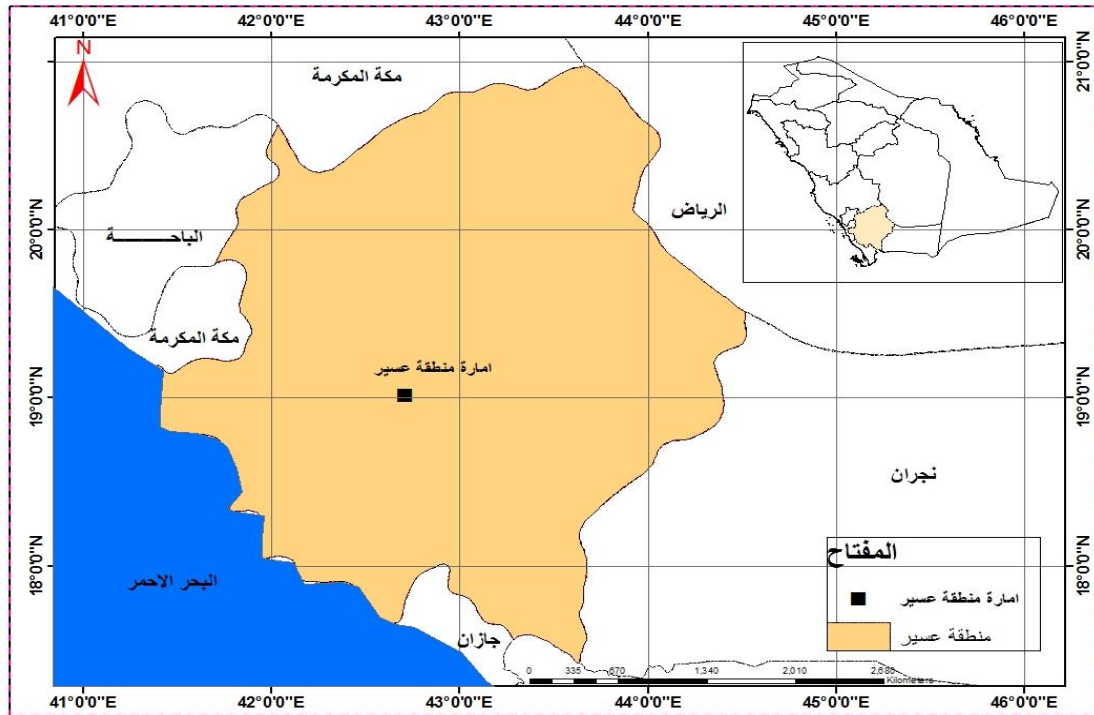 41°0'0"E 42°0'0"E 43°0'0"E 44°0'0"E 45°0'0"E 46°0'0"E
N
مكة المكرمة
21°0'0"N
21°0'0"N
الرياض
20°0'0"N
الباحـــــــــــة
20°0'0"N
مكة المكرمة
امارة منطقة عسير
19°0'0"N
19°0'0"N
نجران
المفتاح
18°0'0"N
البحر الاحمر
18°0'0"N
امارة منطقة عسير
جازان
منطقة عسير
0 335 670 1,340 2,010 2,680
Kilometers
41°0'0"E 42°0'0"E 43°0'0"E 44°0'0"E 45°0'0"E 46°0'0"E